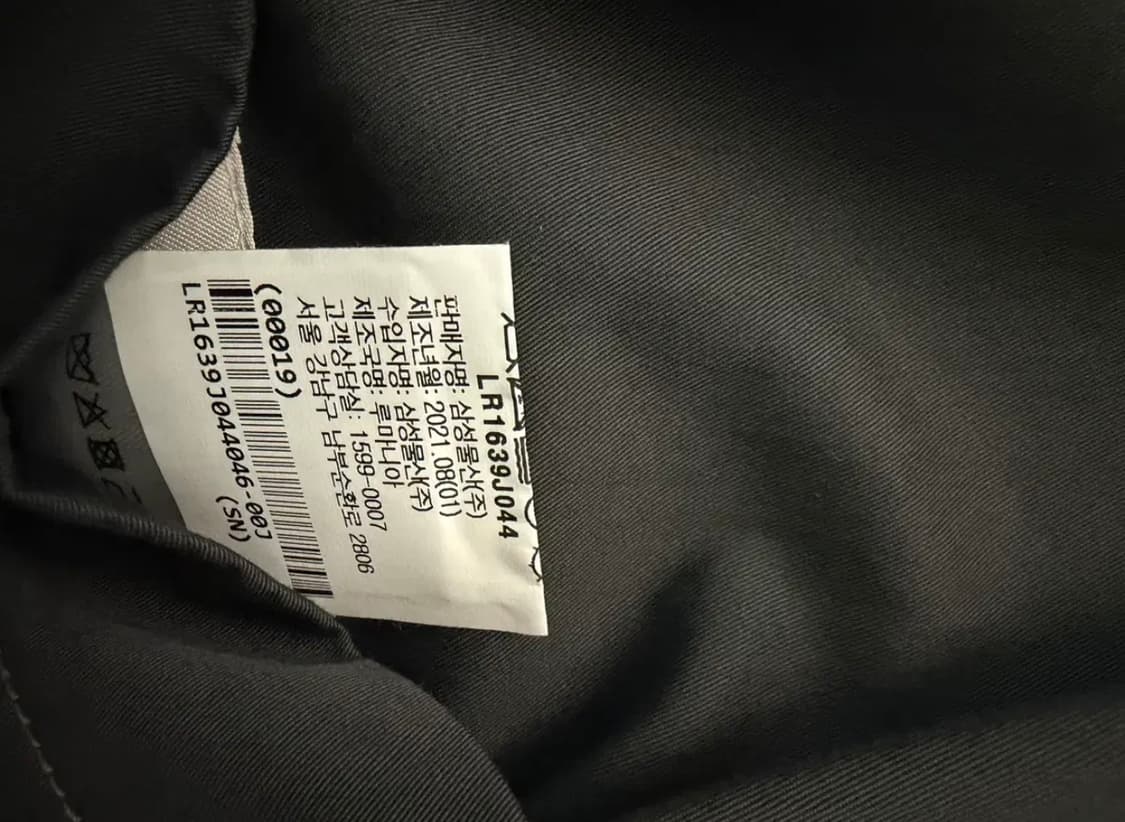 LR1639J044
판매자명: 삼성물산(주)
제조년월: 2021.08(01)
수입자명: 삼성물산(주)
제조국명: 루마니아
고객상담실: 1599-0007
서울 강남구 남부순환로 2806
(00019)
LR1639J044046-00J
(SN)